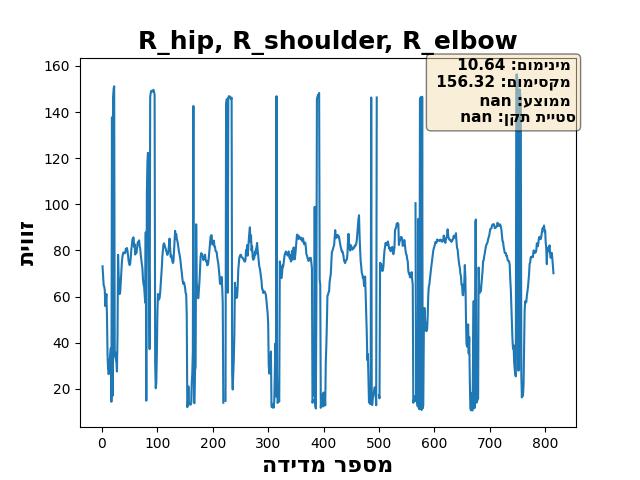 R_hip, R_shoulder, R_elbow
מינימום: 10.64
מקסימום: 156.32
ממוצע: nan
סטיית תקן: nan
160
140
120
100
80
60
40
20
זווית
0 100 200 300 400 500 600 700 800
מספר מדידה